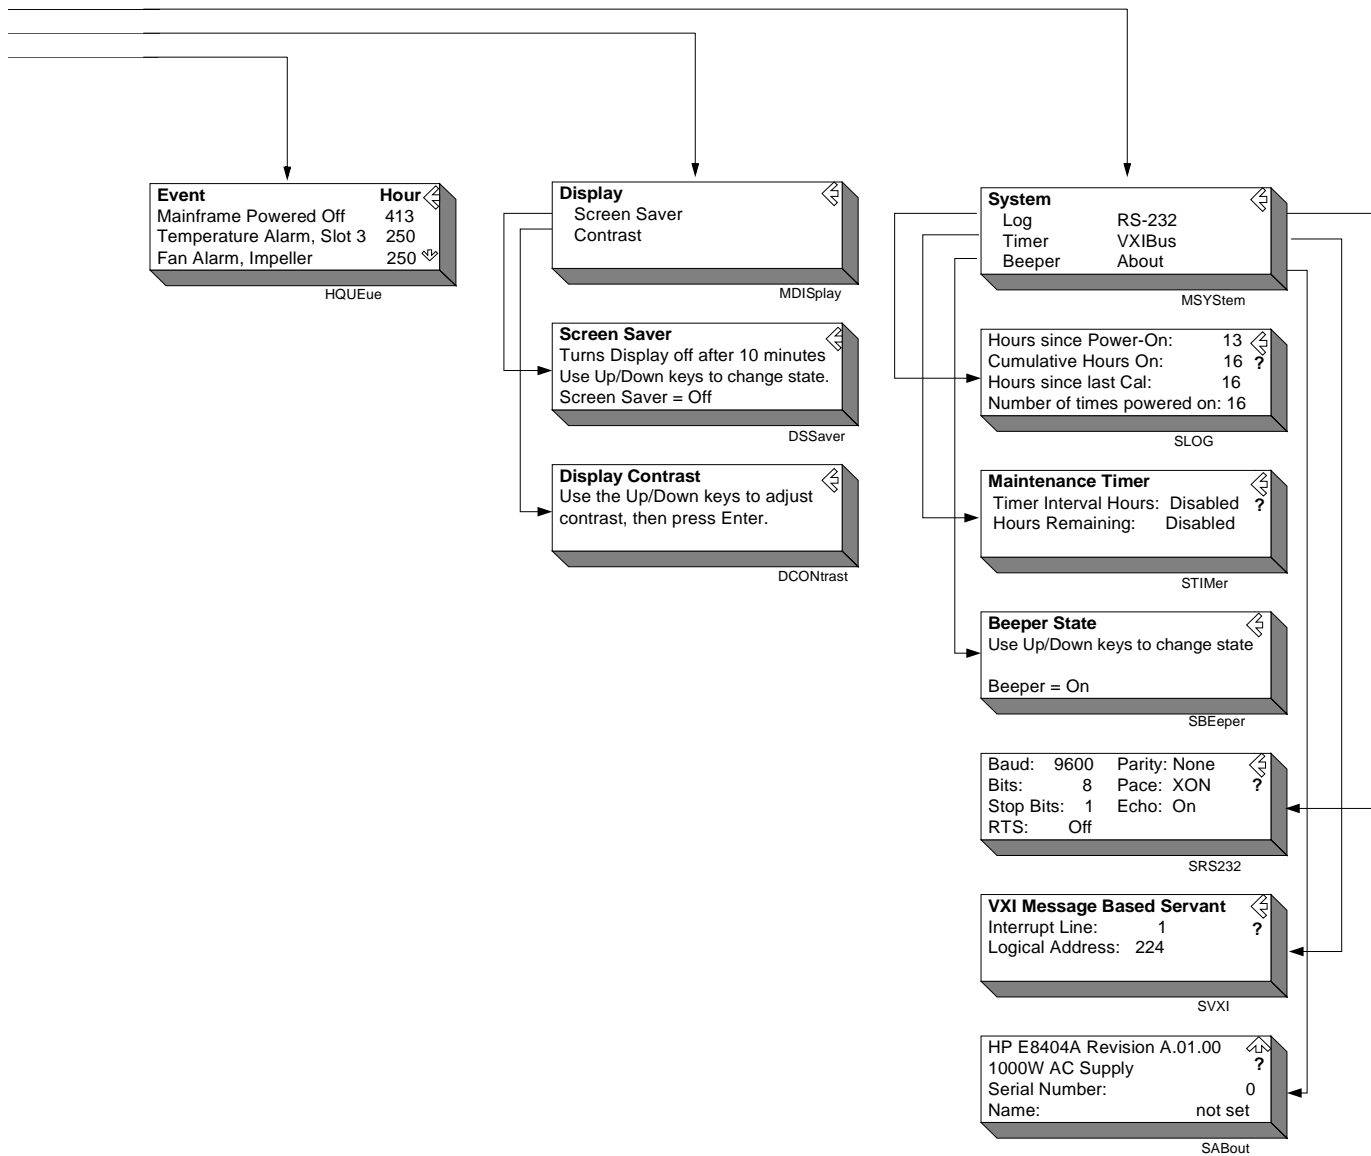 Event Hour
Mainframe Powered Off 413
Temperature Alarm, Slot 3 250
Fan Alarm, Impeller 250
HQUEue
Display
Screen Saver
Contrast
MDISplay
Screen Saver
Turns Display off after 10 minutes
Use Up/Down keys to change state.
Screen Saver = Off
DSSaver
Display Contrast
Use the Up/Down keys to adjust
contrast, then press Enter.
DCONtrast
System
Log RS-232
Timer VXIBus
Beeper About
MSYStem
Hours since Power-On: 13
Cumulative Hours On: 16 ?
Hours since last Cal: 16
Number of times powered on: 16
SLOG
Maintenance Timer
Timer Interval Hours: Disabled ?
Hours Remaining: Disabled
STIMer
Beeper State
Use Up/Down keys to change state
Beeper = On
SBEeper
Baud: 9600 Parity: None
Bits: 8 Pace: XON ?
Stop Bits: 1 Echo: On
RTS: Off
SRS232
VXI Message Based Servant
Interrupt Line: 1 ?
Logical Address: 224
SVXI
HP E8404A Revision A.01.00
1000W AC Supply ?
Serial Number: 0
Name: not set
SABout